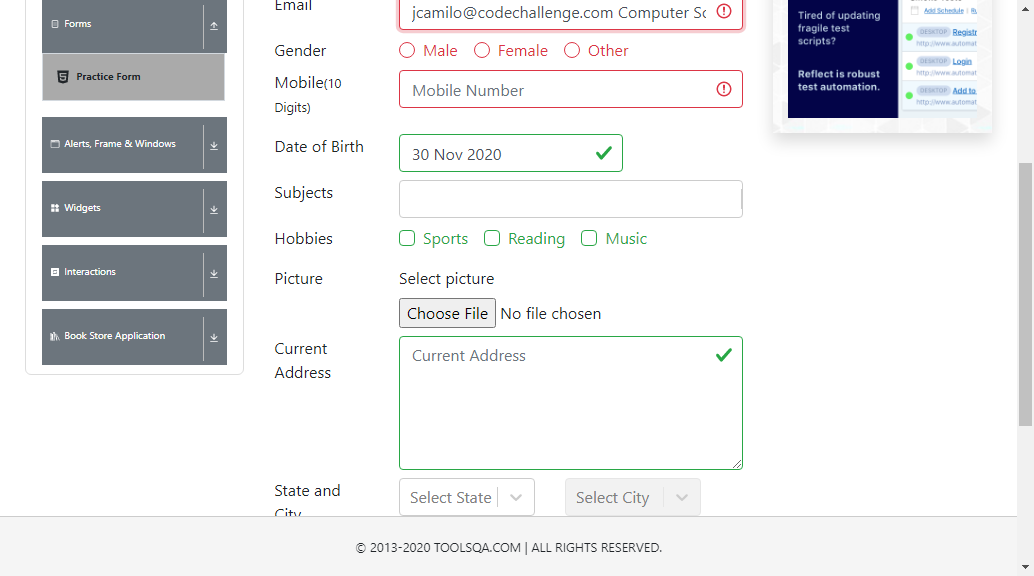 Forms
Practice Form
Alerts, Frame & Windows
Widgets
Interactions
Book Store Application
Email
jcamilo@codechallenge.com Computer Sc
Gender
Male Female Other
Mobile(10
Digits)
Mobile Number
Date of Birth
30 Nov 2020
Subjects
Hobbies
Sports Reading Music
Picture
Select picture
Choose File No file chosen
Current
Address
Current Address
State and
City
Select State Select City
Tired of updating
fragile test
scripts?
Reflect is robust
test automation.
Add Schedule
DESKTOP Registr
http://www.automat
DESKTOP Login
http://www.automat
DESKTOP Add to
http://www.automat
© 2013-2020 TOOLSQA.COM | ALL RIGHTS RESERVED.